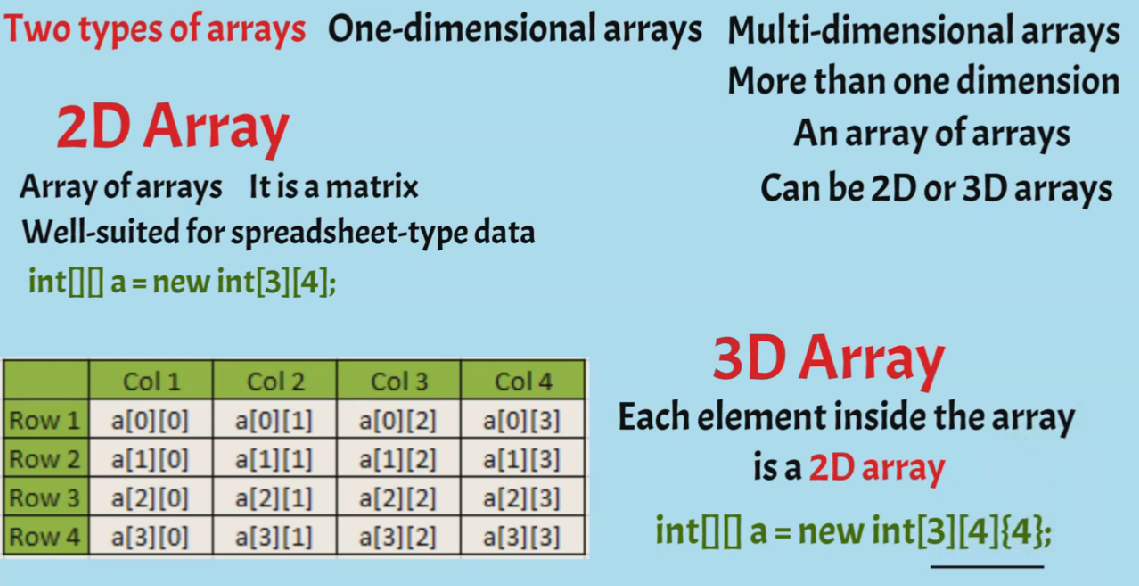 Two types of arrays One-dimensional arrays Multi-dimensional arrays
More than one dimension
An array of arrays
Can be 2D or 3D arrays
2D Array
Array of arrays It is a matrix
Well-suited for spreadsheet-type data
int[][] a = new int[3][4];
Col 1 Col 2 Col 3 Col 4
Row 1 a[0][0] a[0][1] a[0][2] a[0][3]
Row 2 a[1][0] a[1][1] a[1][2] a[1][3]
Row 3 a[2][0] a[2][1] a[2][2] a[2][3]
Row 4 a[3][0] a[3][1] a[3][2] a[3][3]
3D Array
Each element inside the array
is a 2D array
int[][] a = new int[3][4]{4};